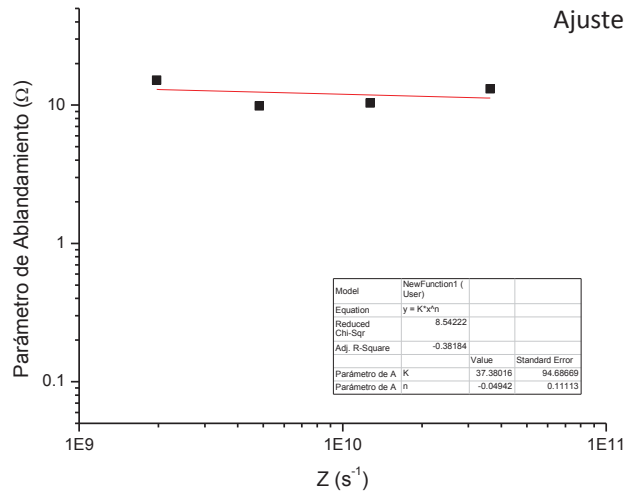 Ajuste
Parámetro de Ablandamiento (Ω)
10
1
0.1
1E9
1E10
1E11
Z (s⁻¹)
Model NewFunction1 (
User)
Equation y = K*x^n
Reduced
Chi-Sqr 8.54222
Adj. R-Square -0.38184
Value Standard Error
Parámetro de A K 37.38016 94.68669
Parámetro de A n -0.04942 0.11113